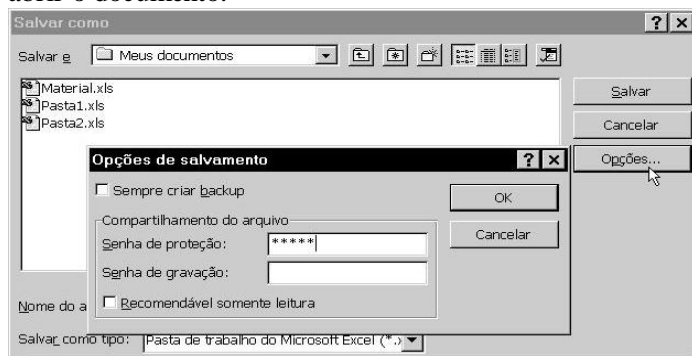 abrir o documento.
Salvar como
Salvar e
Meus documentos
Material.xls
Pasta1.xls
Pasta2.xls
Salvar
Cancelar
Opções...
Opções de salvamento
Sempre criar backup
OK
Compartilhamento do arquivo
Cancelar
Senha de proteção: *****
Senha de gravação:
Recomendável somente leitura
Nome do a
Salvar como tipo: Pasta de trabalho do Microsoft Excel (*.